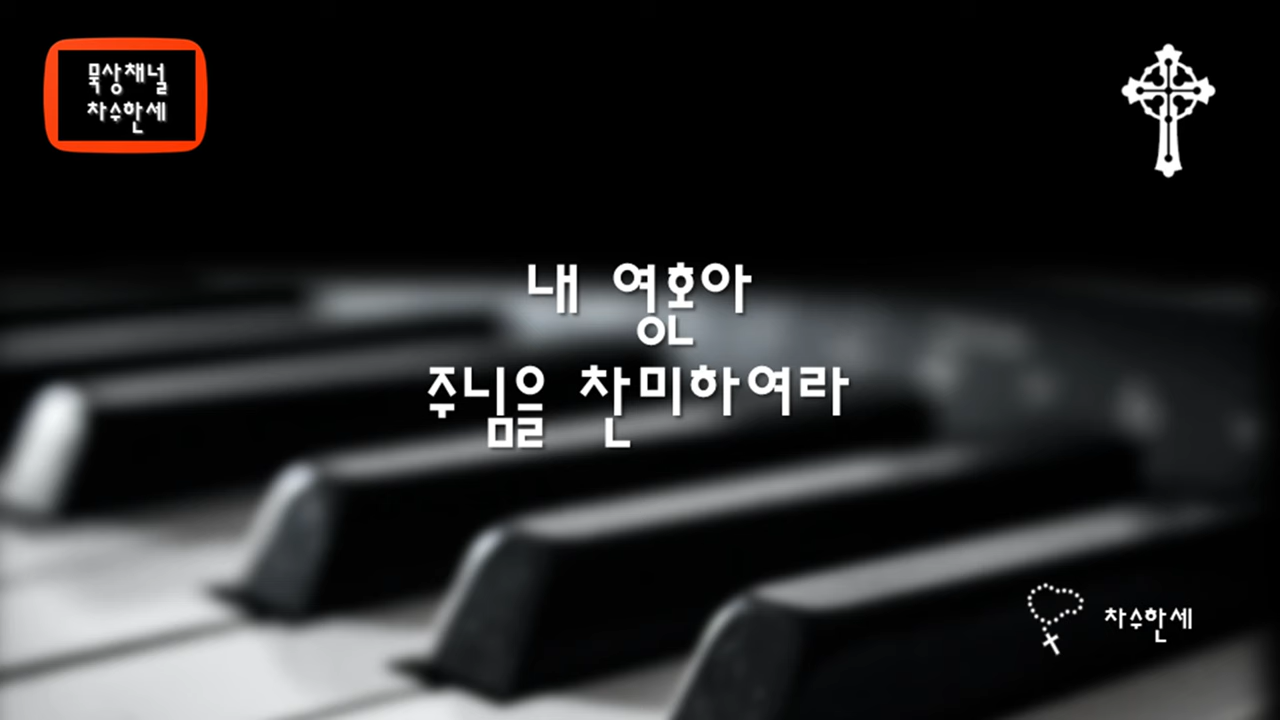 묵상채널
차수한세
내 영혼아
주님을 찬미하여라
차수한세